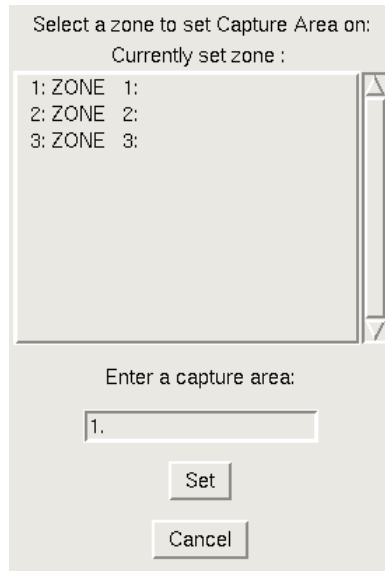 Select a zone to set Capture Area on:
Currently set zone :
1: ZONE 1:
2: ZONE 2:
3: ZONE 3:
Enter a capture area:
1.
Set
Cancel